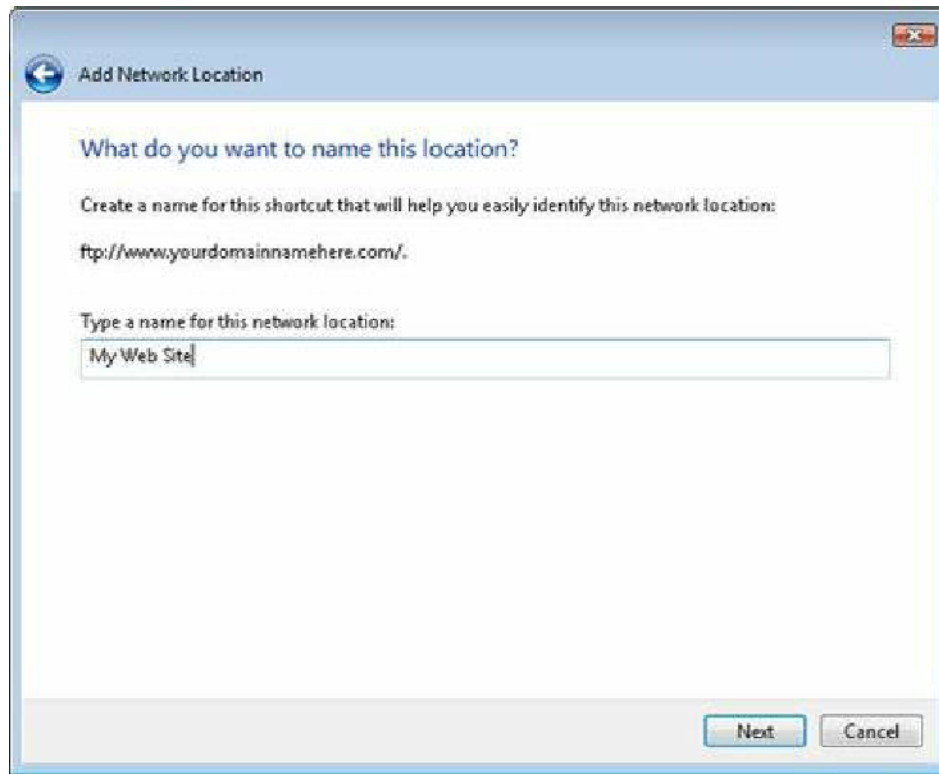 Add Network Location
What do you want to name this location?
Create a name for this shortcut that will help you easily identify this network location:
ftp://www.yourdomainnamehere.com/.
Type a name for this network location:
My Web Site
Next Cancel